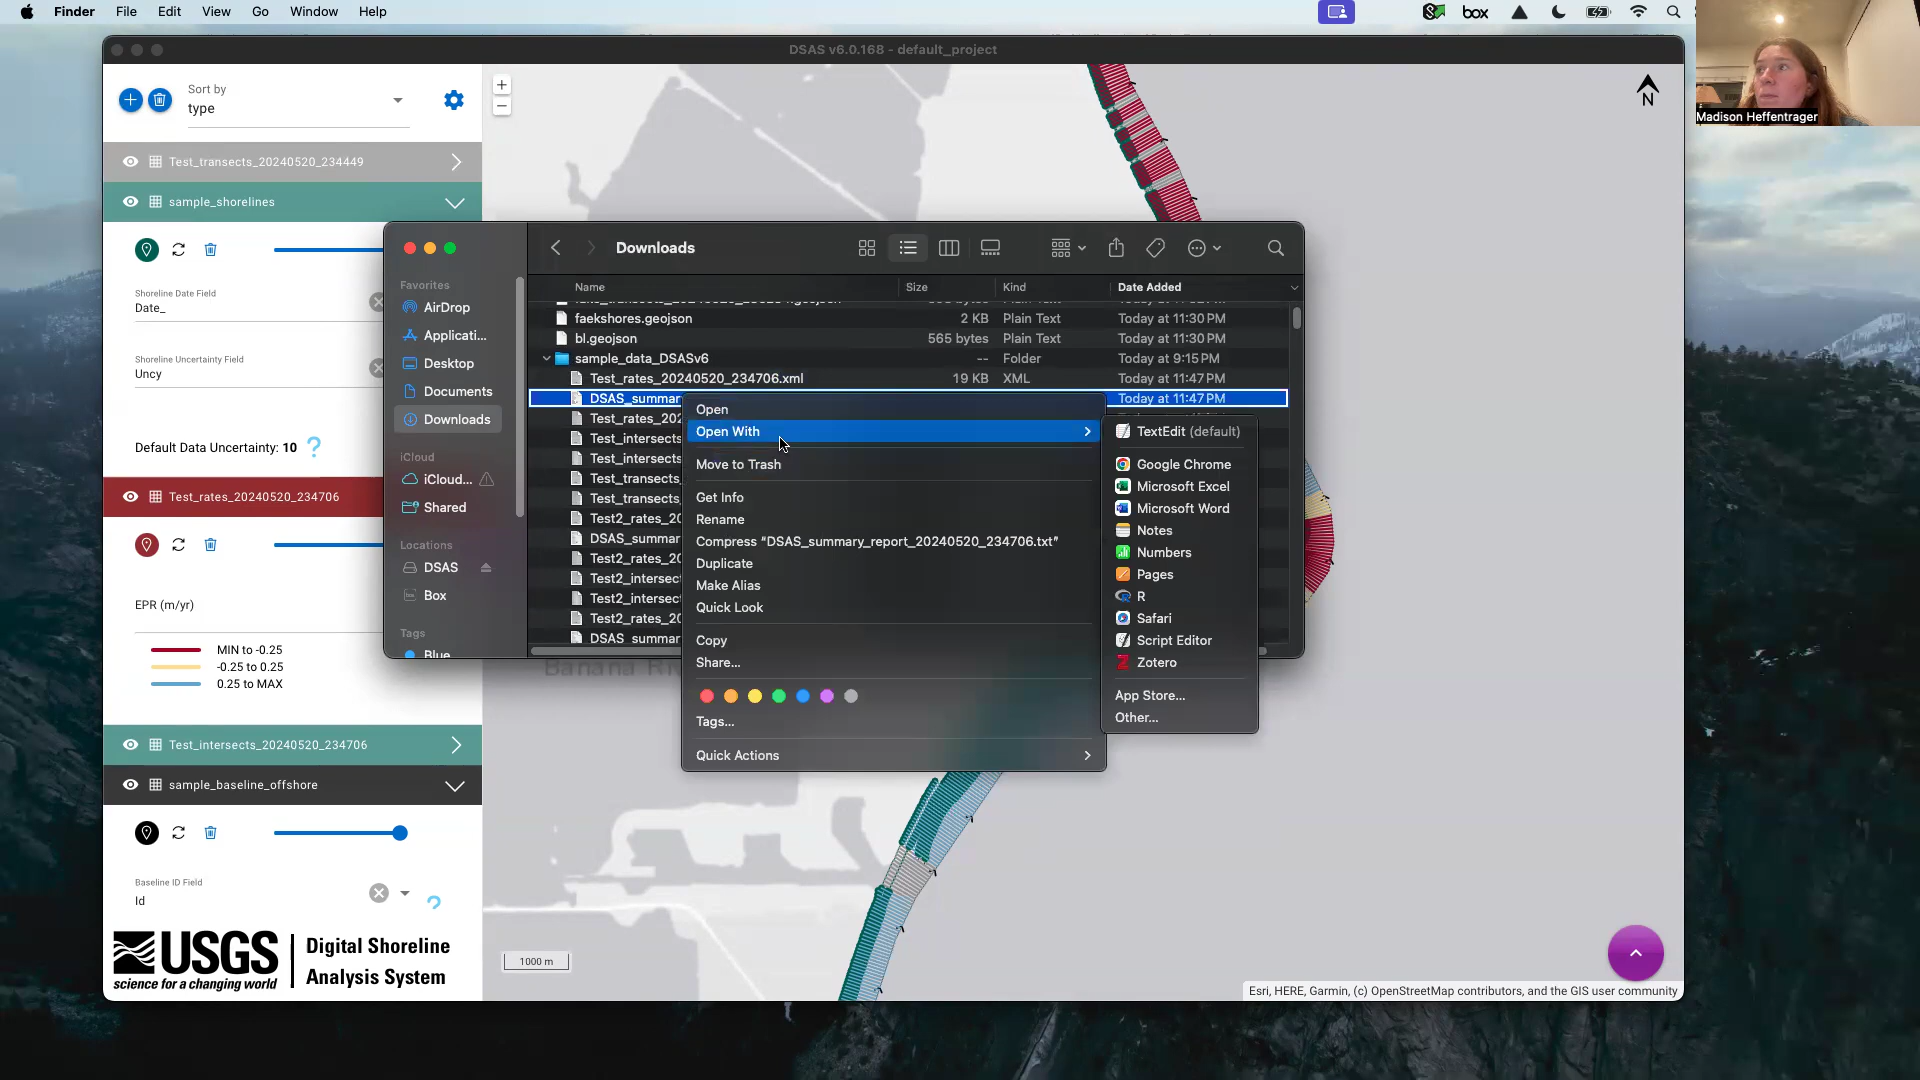 Finder File Edit View Go Window Help
box
DSAS v6.0.168 - default_project
Madison Heffentrager
Sort by
type
+
−
N
Test_transects_20240520_234449
sample_shorelines
Shoreline Date Field
Date_
Shoreline Uncertainty Field
Uncy
Default Data Uncertainty: 10 ?
Test_rates_20240520_234706
EPR (m/yr)
MIN to -0.25
-0.25 to 0.25
0.25 to MAX
Test_intersects_20240520_234706
sample_baseline_offshore
Baseline ID Field
Id
USGS
science for a changing world
Digital Shoreline
Analysis System
Downloads
Favorites
AirDrop
Applicati...
Desktop
Documents
Downloads
iCloud
iCloud...
Shared
Locations
DSAS
Box
Tags
Blue
Name Size Kind Date Added
faekshores.geojson 2 KB Plain Text Today at 11:30 PM
bl.geojson 565 bytes Plain Text Today at 11:30 PM
sample_data_DSASv6 -- Folder Today at 9:15 PM
Test_rates_20240520_234706.xml 19 KB XML Today at 11:47 PM
DSAS_summar Today at 11:47 PM
Test_rates_202
Test_intersects
Test_intersects
Test_transects_
Test_transects_
Test2_rates_20
DSAS_summar
Test2_rates_20
Test2_intersec
Test2_intersec
Test2_rates_20
DSAS_summar
Open
Open With
Move to Trash
Get Info
Rename
Compress “DSAS_summary_report_20240520_234706.txt”
Duplicate
Make Alias
Quick Look
Copy
Share...
Tags...
Quick Actions
TextEdit (default)
Google Chrome
Microsoft Excel
Microsoft Word
Notes
Numbers
Pages
R
Safari
Script Editor
Zotero
App Store...
Other...
Banana Ri
1000 m
Esri, HERE, Garmin, (c) OpenStreetMap contributors, and the GIS user community